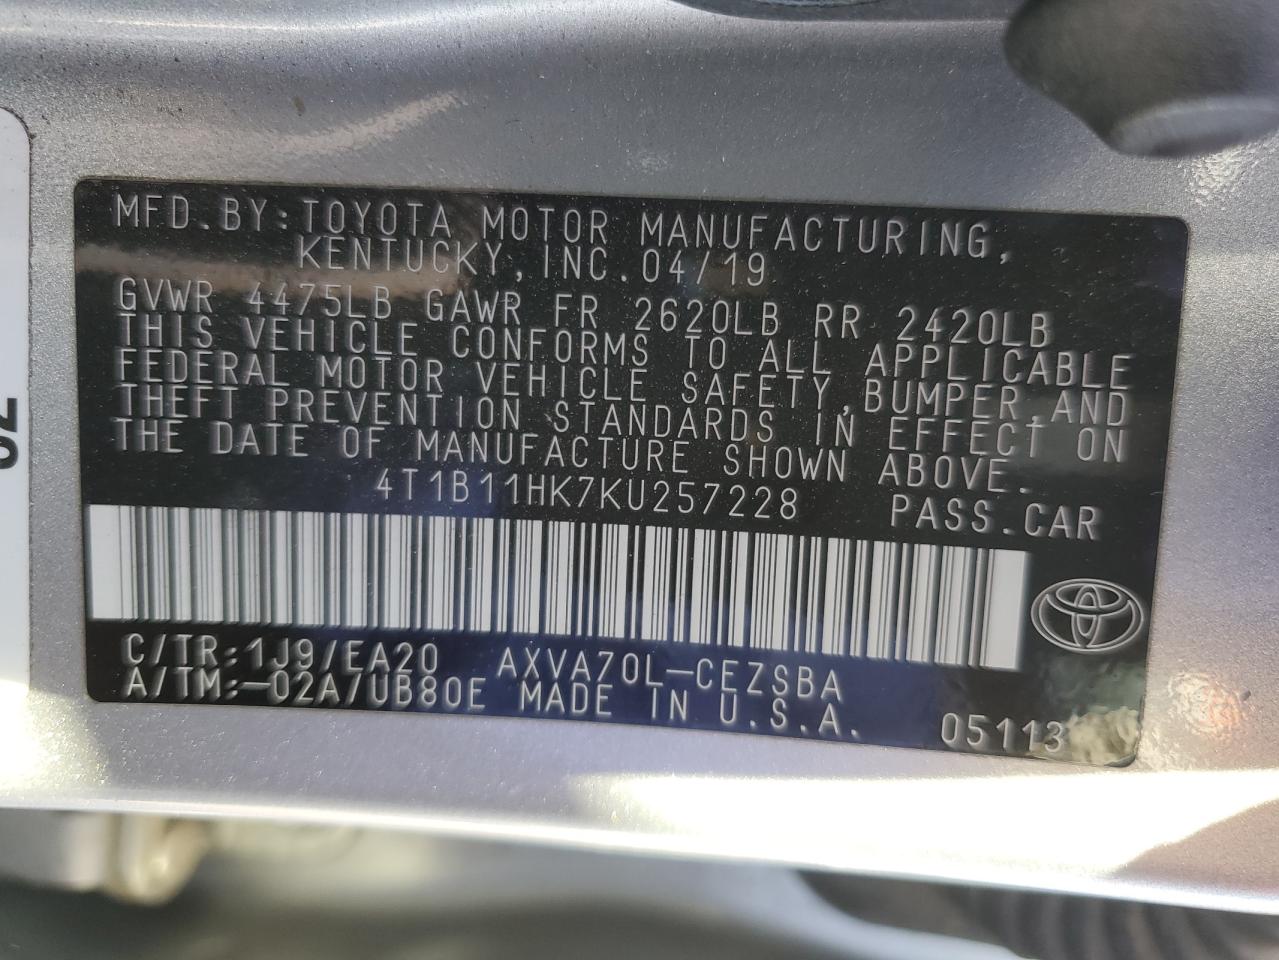 MFD. BY: TOYOTA MOTOR MANUFACTURING,
KENTUCKY, INC. 04/19
GVWR 4475LB GAWR FR 2620LB RR 2420LB
THIS VEHICLE CONFORMS TO ALL APPLICABLE
FEDERAL MOTOR VEHICLE SAFETY, BUMPER, AND
THEFT PREVENTION STANDARDS IN EFFECT ON
THE DATE OF MANUFACTURE SHOWN ABOVE.
4T1B11HK7KU257228 PASS. CAR
C/TR: 1J9/EA20 AXVA70L-CEZSBA
A/TM: -02A/UB80E MADE IN U.S.A. 05113